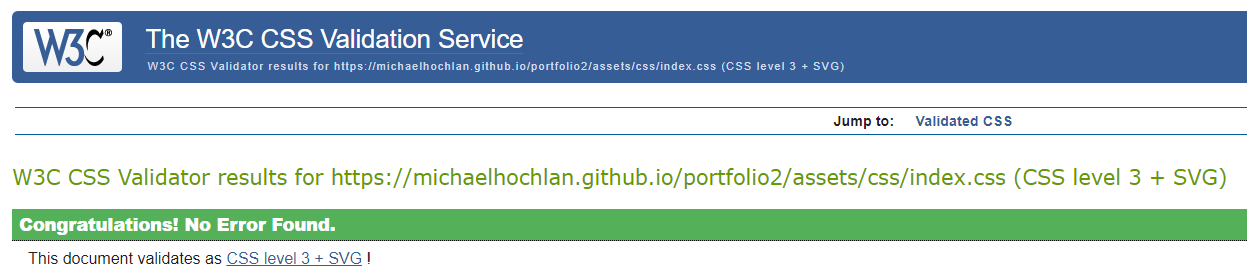 W3C®
The W3C CSS Validation Service
W3C CSS Validator results for https://michaelhochlan.github.io/portfolio2/assets/css/index.css (CSS level 3 + SVG)
Jump to: Validated CSS
W3C CSS Validator results for https://michaelhochlan.github.io/portfolio2/assets/css/index.css (CSS level 3 + SVG)
Congratulations! No Error Found.
This document validates as CSS level 3 + SVG !